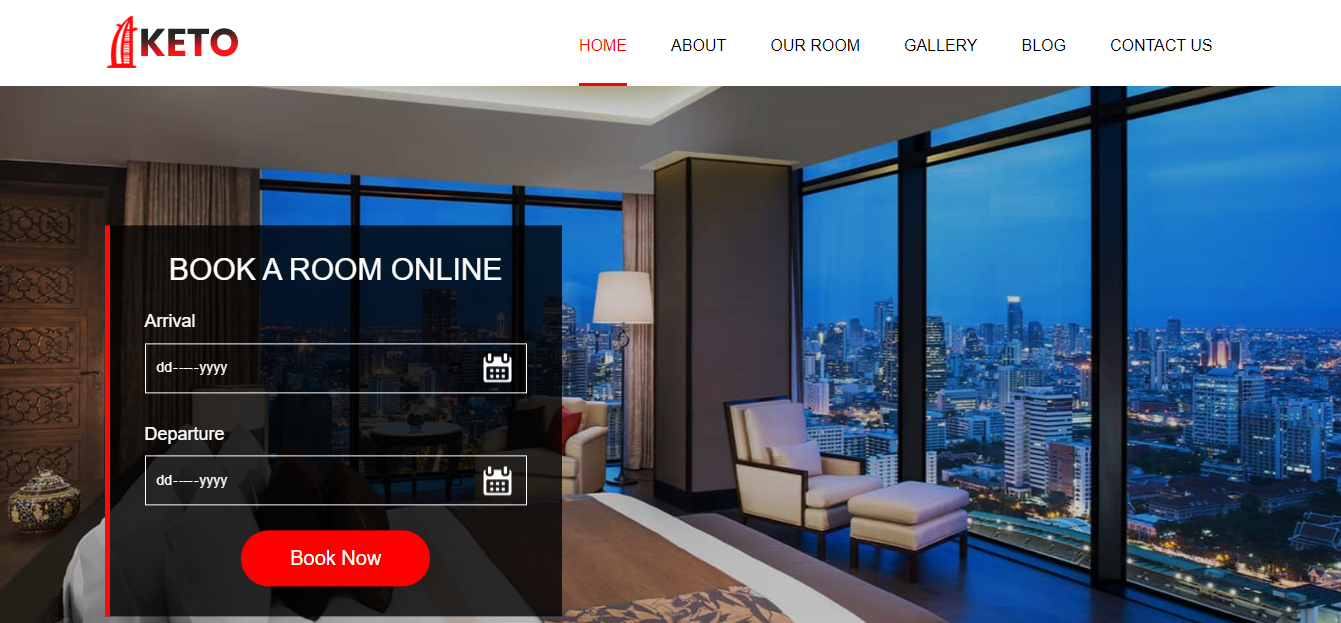 KETO
HOME ABOUT OUR ROOM GALLERY BLOG CONTACT US
BOOK A ROOM ONLINE
Arrival
dd-----yyyy
Departure
dd-----yyyy
Book Now